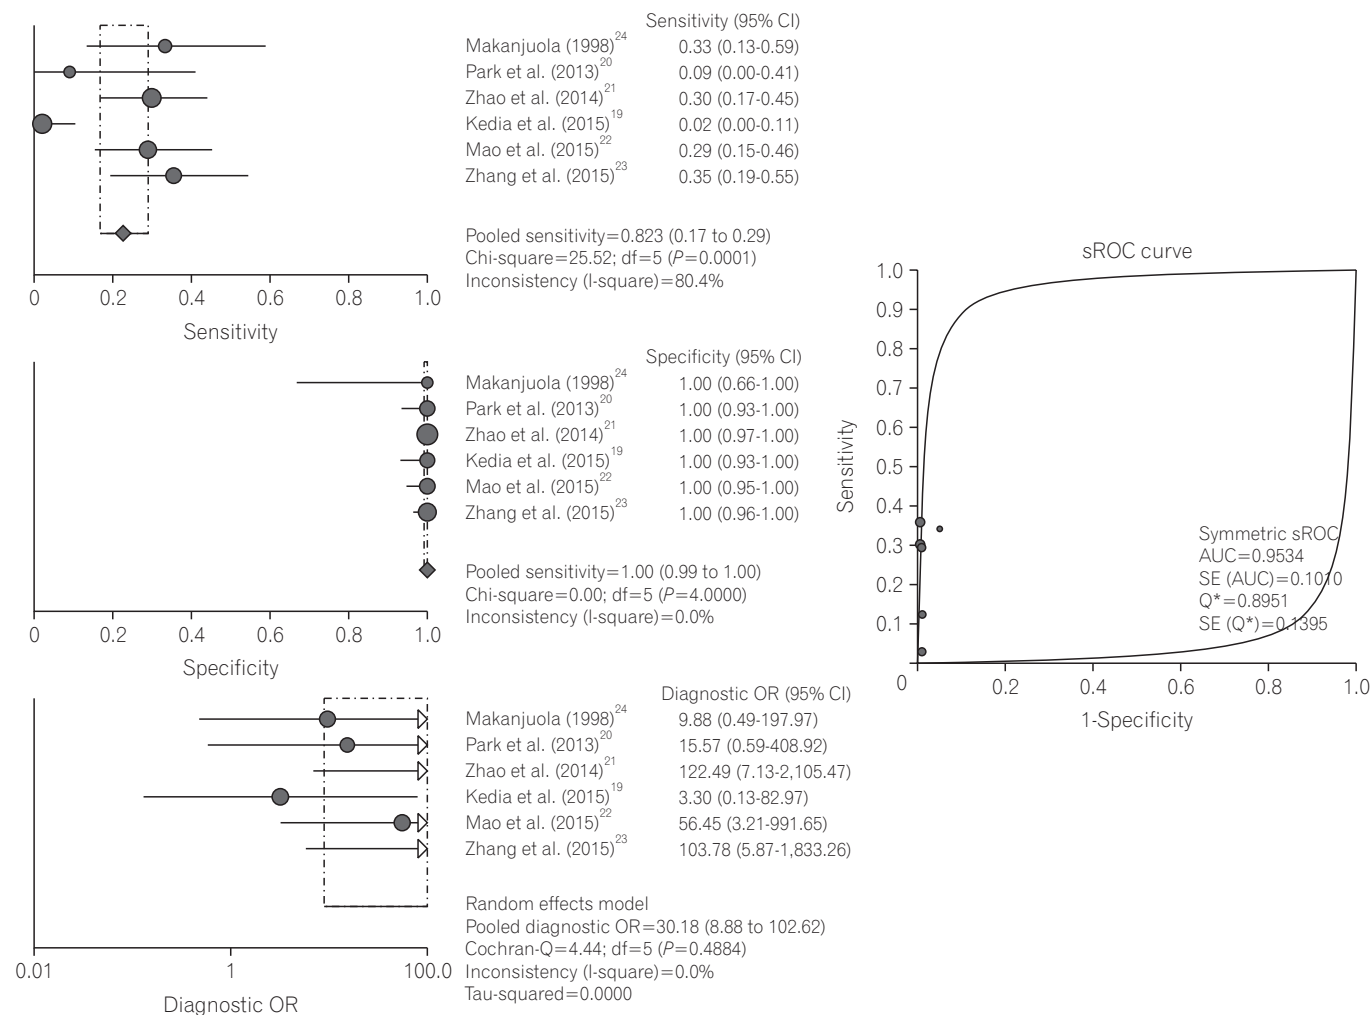 Sensitivity (95% CI)
Makanjuola (1998)24 0.33 (0.13-0.59)
Park et al. (2013)20 0.09 (0.00-0.41)
Zhao et al. (2014)21 0.30 (0.17-0.45)
Kedia et al. (2015)19 0.02 (0.00-0.11)
Mao et al. (2015)22 0.29 (0.15-0.46)
Zhang et al. (2015)23 0.35 (0.19-0.55)
Pooled sensitivity=0.823 (0.17 to 0.29)
Chi-square=25.52; df=5 (P=0.0001)
Inconsistency (I-square)=80.4%
0 0.2 0.4 0.6 0.8 1.0
Sensitivity
Specificity (95% CI)
Makanjuola (1998)24 1.00 (0.66-1.00)
Park et al. (2013)20 1.00 (0.93-1.00)
Zhao et al. (2014)21 1.00 (0.97-1.00)
Kedia et al. (2015)19 1.00 (0.93-1.00)
Mao et al. (2015)22 1.00 (0.95-1.00)
Zhang et al. (2015)23 1.00 (0.96-1.00)
Pooled sensitivity=1.00 (0.99 to 1.00)
Chi-square=0.00; df=5 (P=4.0000)
Inconsistency (I-square)=0.0%
0 0.2 0.4 0.6 0.8 1.0
Specificity
Diagnostic OR (95% CI)
Makanjuola (1998)24 9.88 (0.49-197.97)
Park et al. (2013)20 15.57 (0.59-408.92)
Zhao et al. (2014)21 122.49 (7.13-2,105.47)
Kedia et al. (2015)19 3.30 (0.13-82.97)
Mao et al. (2015)22 56.45 (3.21-991.65)
Zhang et al. (2015)23 103.78 (5.87-1,833.26)
Random effects model
Pooled diagnostic OR=30.18 (8.88 to 102.62)
Cochran-Q=4.44; df=5 (P=0.4884)
Inconsistency (I-square)=0.0%
Tau-squared=0.0000
0.01 1 100.0
Diagnostic OR
sROC curve
1.0
0.9
0.8
0.7
0.6
0.5
0.4
0.3
0.2
0.1
Sensitivity
Symmetric sROC
AUC=0.9534
SE (AUC)=0.1010
Q*=0.8951
SE (Q*)=0.1395
0 0.2 0.4 0.6 0.8 1.0
1-Specificity